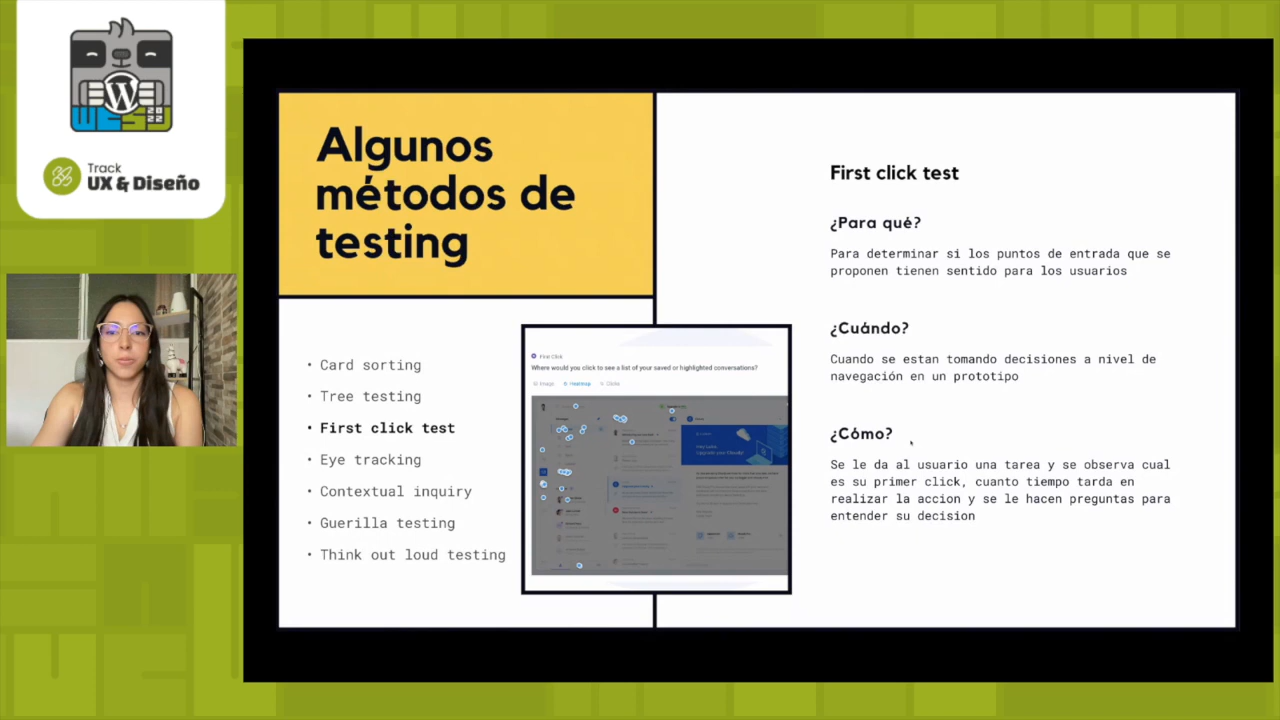 WESJ
2022
Track
UX & Diseño
Algunos
métodos de
testing
• Card sorting
• Tree testing
• First click test
• Eye tracking
• Contextual inquiry
• Guerilla testing
• Think out loud testing
First Click
Where would you click to see a list of your saved or highlighted conversations?
Image
Heatmap
Clicks
First click test
¿Para qué?
Para determinar si los puntos de entrada que se
proponen tienen sentido para los usuarios
¿Cuándo?
Cuando se estan tomando decisiones a nivel de
navegación en un prototipo
¿Cómo?
Se le da al usuario una tarea y se observa cual
es su primer click, cuanto tiempo tarda en
realizar la accion y se le hacen preguntas para
entender su decision